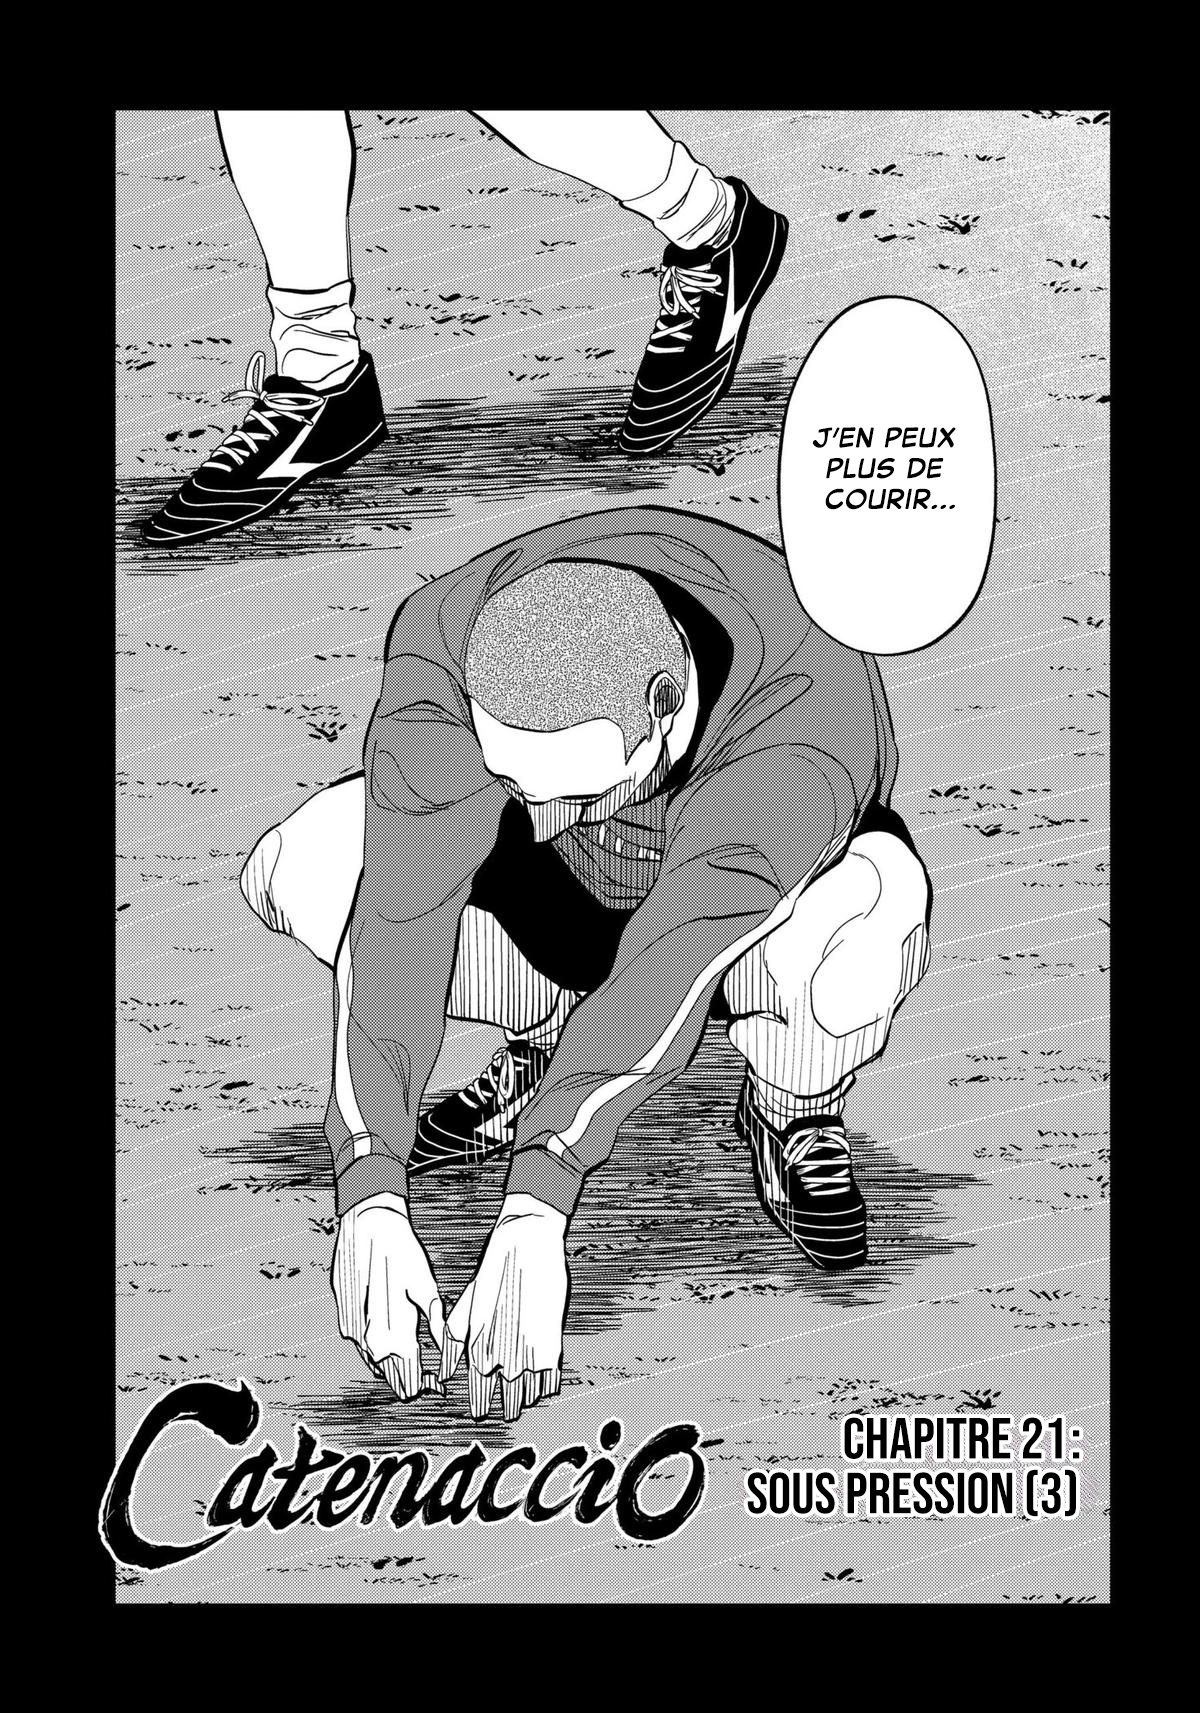 J'EN PEUX
PLUS DE
COURIR...
Catenaccio
CHAPITRE 21:
SOUS PRESSION (3)